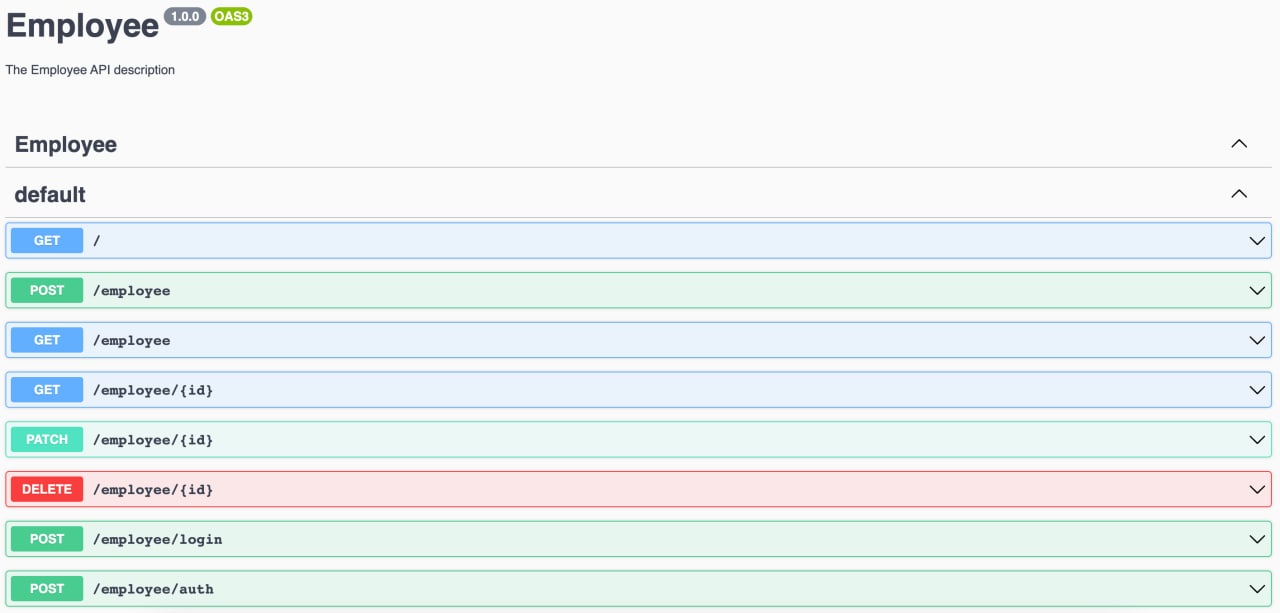 Employee 1.0.0 OAS3
The Employee API description
Employee
default
GET /
POST /employee
GET /employee
GET /employee/{id}
PATCH /employee/{id}
DELETE /employee/{id}
POST /employee/login
POST /employee/auth